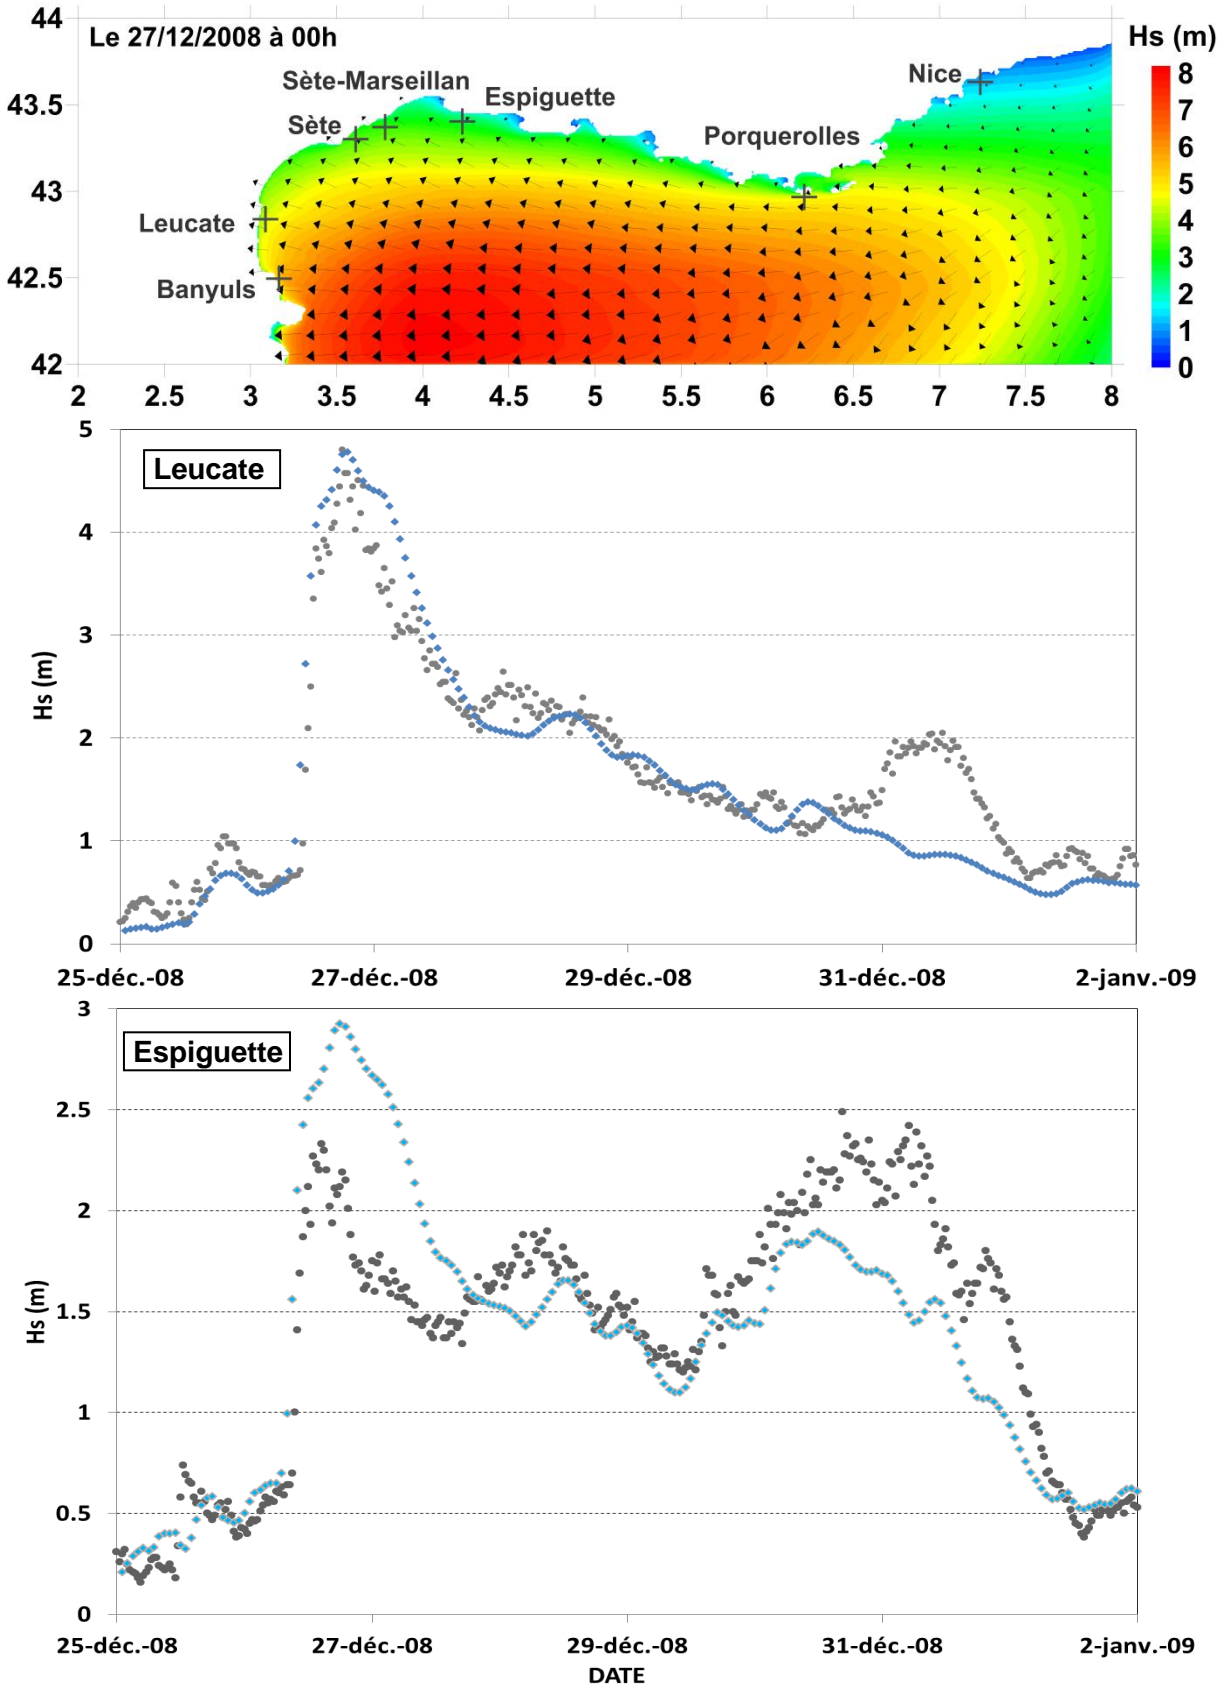 44
Le 27/12/2008 à 00h
Hs (m)
Sète-Marseillan
Nice
8
43.5
Espiguette
7
Sète
Porquerolles
6
43
5
Leucate
4
42.5
3
Banyuls
2
1
42
0
2 2.5 3 3.5 4 4.5 5 5.5 6 6.5 7 7.5 8
5
Leucate
4
3
Hs (m)
2
1
0
25-déc.-08 27-déc.-08 29-déc.-08 31-déc.-08 2-janv.-09
3
Espiguette
2.5
2
Hs (m)
1.5
1
0.5
0
25-déc.-08 27-déc.-08 29-déc.-08 31-déc.-08 2-janv.-09
DATE